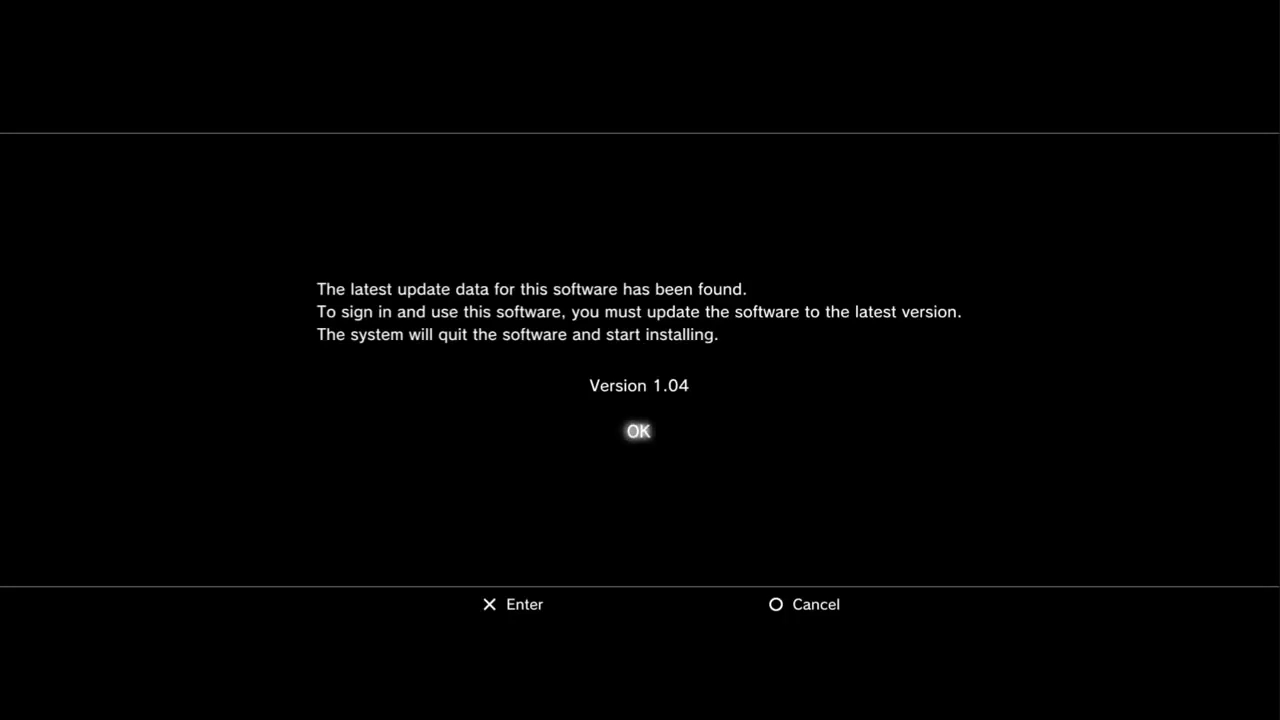 The latest update data for this software has been found.
To sign in and use this software, you must update the software to the latest version.
The system will quit the software and start installing.
Version 1.04
OK
Enter
Cancel